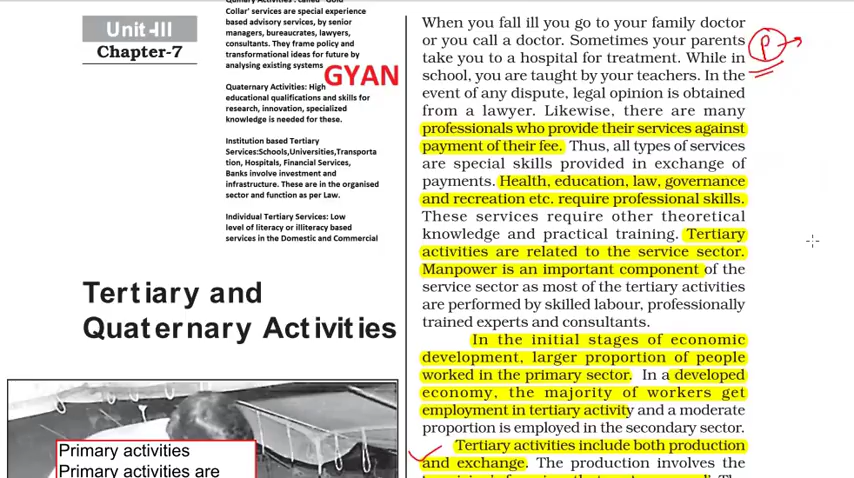 Unit-III
Chapter-7
Quinary Activities : called "Gold
Collar' services are special experience
based advisory services, by senior
managers, bureaucrates, lawyers,
consultants. They frame policy and
transformational ideas for future by
analysing existing systems
GYAN
Quaternary Activities: High
educational qualifications and skills for
research, innovation, specialized
knowledge is needed for these.
Institution based Tertiary
Services:Schools,Universities,Transporta
tion, Hospitals, Financial Services,
Banks involve investment and
infrastructure. These are in the organised
sector and function as per Law.
Individual Tertiary Services: Low
level of literacy or illiteracy based
services in the Domestic and Commercial
Tertiary and
Quaternary Activities
Primary activities
Primary activities are
When you fall ill you go to your family doctor
or you call a doctor. Sometimes your parents
take you to a hospital for treatment. While in
school, you are taught by your teachers. In the
event of any dispute, legal opinion is obtained
from a lawyer. Likewise, there are many
professionals who provide their services against
payment of their fee. Thus, all types of services
are special skills provided in exchange of
payments. Health, education, law, governance
and recreation etc. require professional skills.
These services require other theoretical
knowledge and practical training. Tertiary
activities are related to the service sector.
Manpower is an important component of the
service sector as most of the tertiary activities
are performed by skilled labour, professionally
trained experts and consultants.
In the initial stages of economic
development, larger proportion of people
worked in the primary sector. In a developed
economy, the majority of workers get
employment in tertiary activity and a moderate
proportion is employed in the secondary sector.
Tertiary activities include both production
and exchange. The production involves the
P